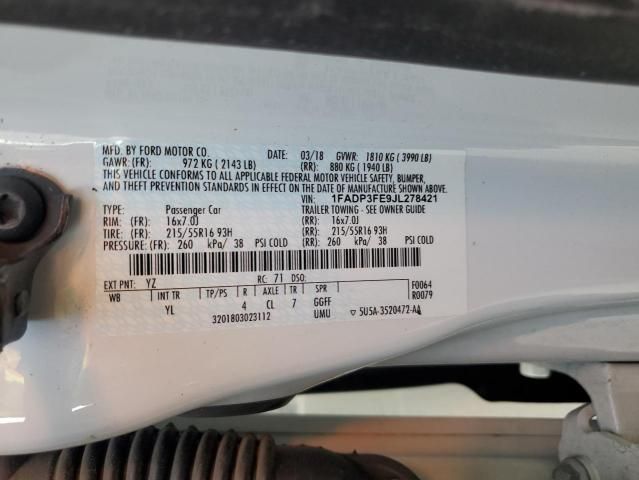 MFD. BY FORD MOTOR CO. DATE: 03/18 GVWR: 1810 KG ( 3990 LB)
GAWR: (FR): 972 KG ( 2143 LB) (RR): 880 KG ( 1940 LB)
THIS VEHICLE CONFORMS TO ALL APPLICABLE FEDERAL MOTOR VEHICLE SAFETY, BUMPER,
AND THEFT PREVENTION STANDARDS IN EFFECT ON THE DATE OF MANUFACTURE SHOWN ABOVE.
VIN: 1FADP3FE9JL278421
TYPE: Passenger Car TRAILER TOWING - SEE OWNER GUIDE
RIM: (FR): 16x7.0J (RR): 16x7.0J
TIRE: (FR): 215/55R16 93H (RR): 215/55R16 93H
PRESSURE: (FR): 260 kPa/ 38 PSI COLD (RR): 260 kPa/ 38 PSI COLD
EXT PNT: YZ RC: 71 DSO: F0064
WB INT TR TP/PS R AXLE TR SPR R0079
YL 4 CL 7 GGFF
3201803023112 UMU ▽ 5U5A-3520472-AA